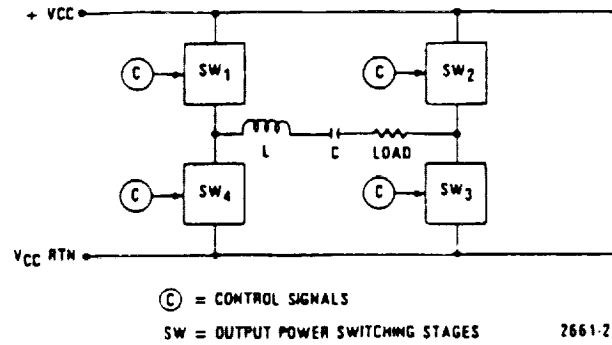 + VCC
C
SW1
C
SW2
L
C
LOAD
C
SW4
C
SW3
VCC RTN
C = CONTROL SIGNALS
SW = OUTPUT POWER SWITCHING STAGES
2661-2